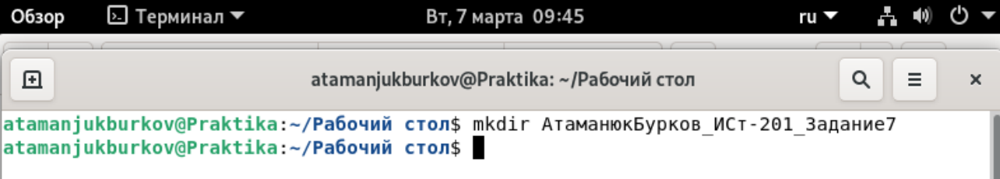 Обзор Терминал Вт, 7 марта 09:45 ru
atamanjukburkov@Praktika: ~/Рабочий стол
atamanjukburkov@Praktika:~/Рабочий стол$ mkdir АтаманюкБурков_ИСт-201_Задание7
atamanjukburkov@Praktika:~/Рабочий стол$